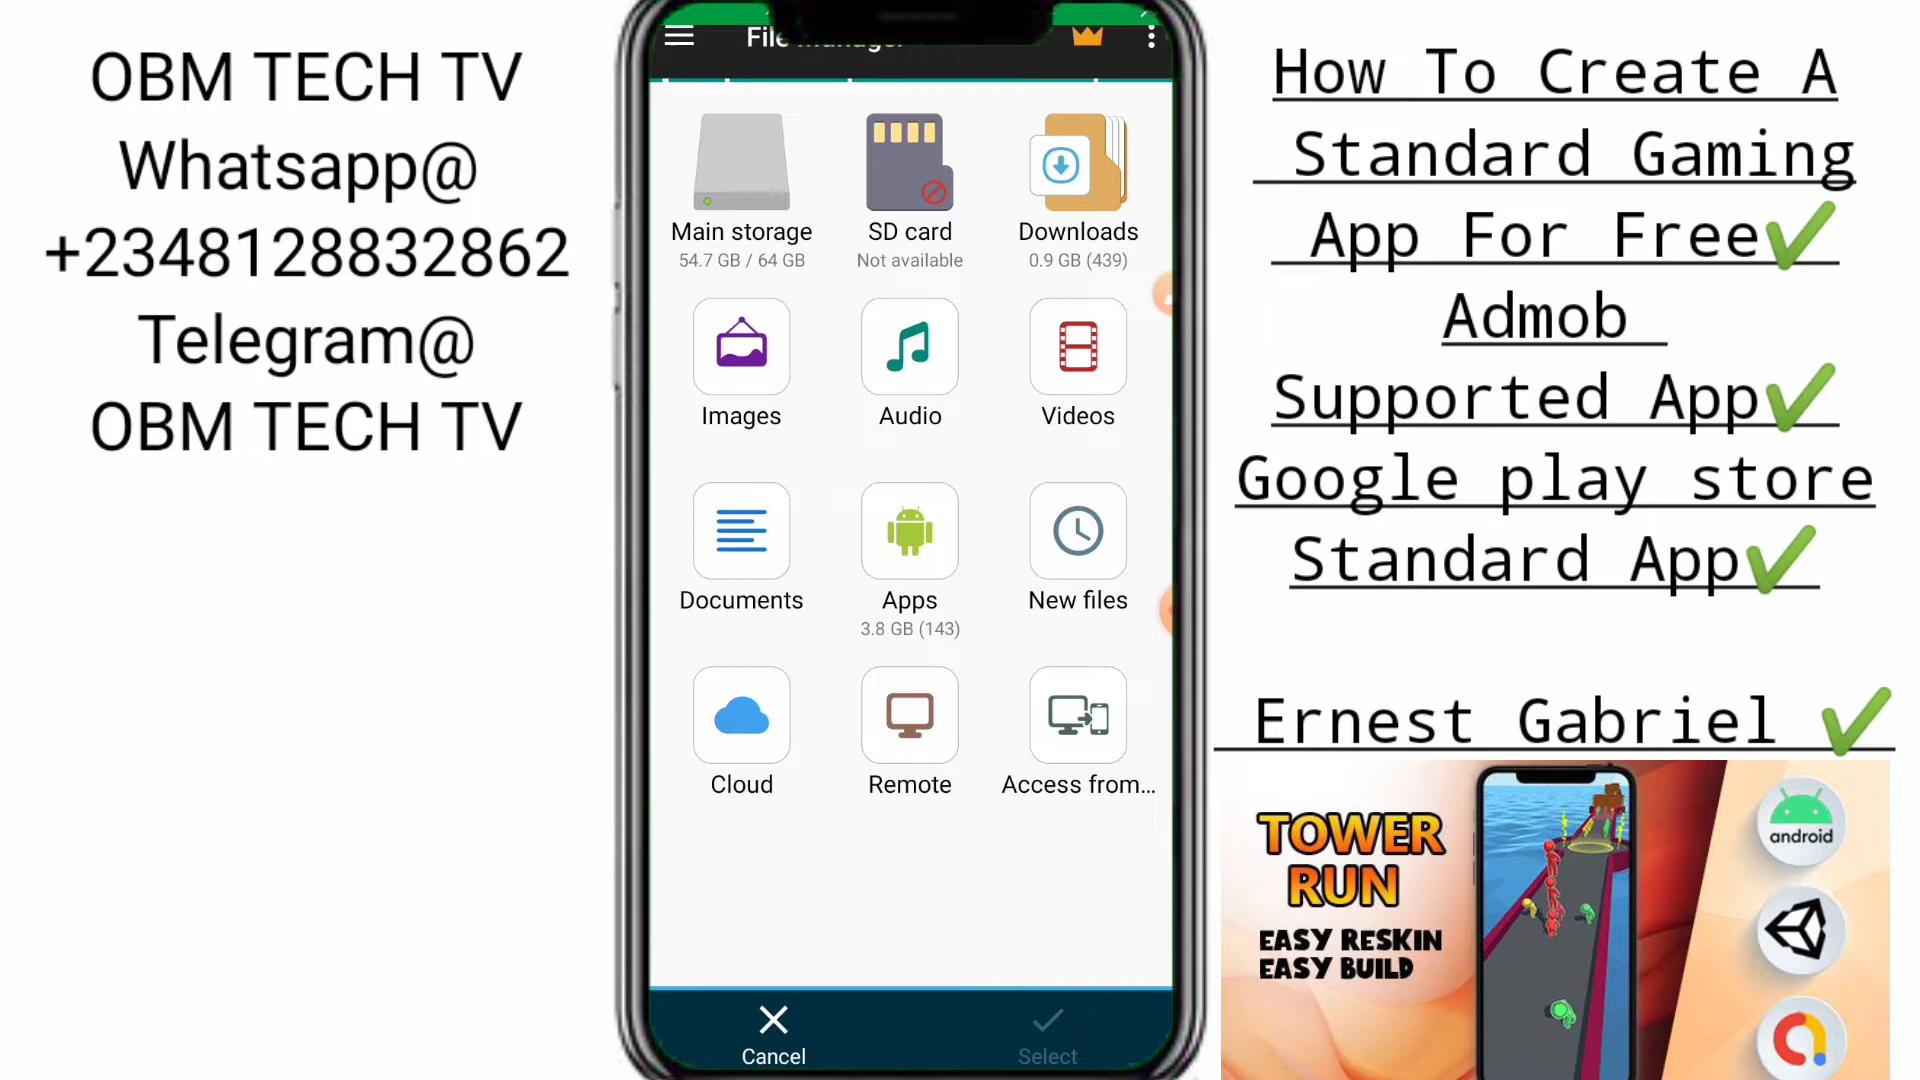 OBM TECH TV
Whatsapp@
+2348128832862
Telegram@
OBM TECH TV
File Manager
Main storage
54.7 GB / 64 GB
SD card
Not available
Downloads
0.9 GB (439)
Images
Audio
Videos
Documents
Apps
3.8 GB (143)
New files
Cloud
Remote
Access from...
Cancel
Select
How To Create A
Standard Gaming
App For Free✔
Admob
Supported App✔
Google play store
Standard App✔
Ernest Gabriel ✔
TOWER
RUN
EASY RESKIN
EASY BUILD
android